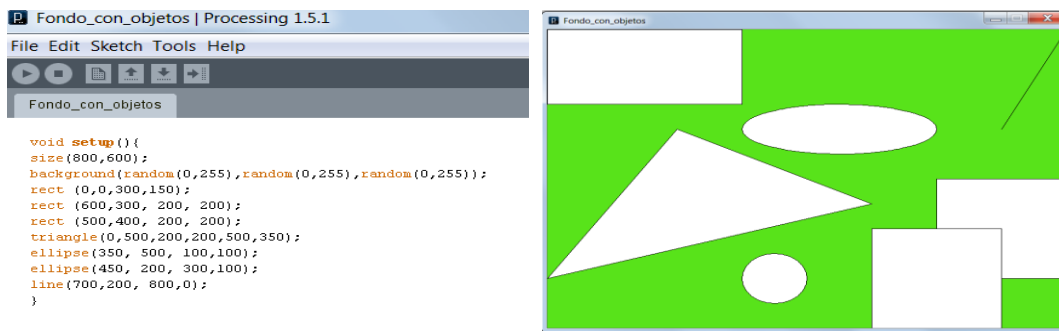 Fondo_con_objetos | Processing 1.5.1
File Edit Sketch Tools Help
Fondo_con_objetos
void setup(){
size(800,600);
background(random(0,255),random(0,255),random(0,255));
rect (0,0,300,150);
rect (600,300, 200, 200);
rect (500,400, 200, 200);
triangle(0,500,200,200,500,350);
ellipse(350, 500, 100,100);
ellipse(450, 200, 300,100);
line(700,200, 800,0);
}
Fondo_con_objetos